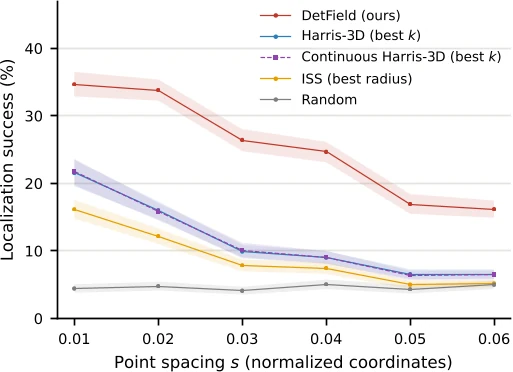 DetField (ours)
Harris-3D (best k)
Continuous Harris-3D (best k)
ISS (best radius)
Random
Localization success (%)
40
30
20
10
0
0.01 0.02 0.03 0.04 0.05 0.06
Point spacing s (normalized coordinates)